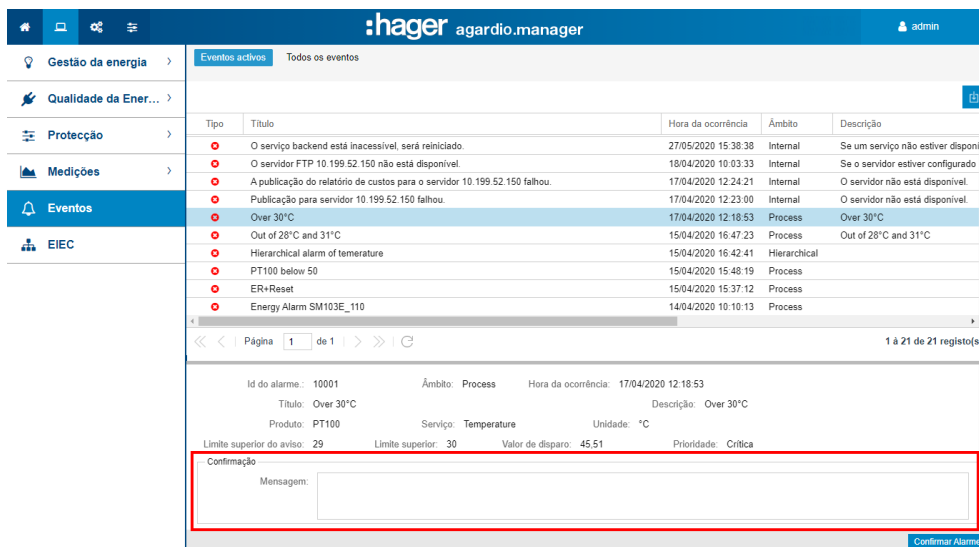 :hager agardio.manager
admin
Gestão da energia
Qualidade da Ener...
Protecção
Medições
Eventos
EIEC
Eventos activos Todos os eventos
Tipo Título Hora da ocorrência Âmbito Descrição
O serviço backend está inacessível, será reiniciado. 27/05/2020 15:38:38 Internal Se um serviço não estiver disponí
O servidor FTP 10.199.52.150 não está disponível. 18/04/2020 10:03:33 Internal Se o servidor estiver configurado
A publicação do relatório de custos para o servidor 10.199.52.150 falhou. 17/04/2020 12:24:21 Internal O servidor não está disponível.
Publicação para servidor 10.199.52.150 falhou. 17/04/2020 12:23:00 Internal O servidor não está disponível.
Over 30°C 17/04/2020 12:18:53 Process Over 30°C
Out of 28°C and 31°C 15/04/2020 16:47:23 Process Out of 28°C and 31°C
Hierarchical alarm of temerature 15/04/2020 16:42:41 Hierarchical
PT100 below 50 15/04/2020 15:48:19 Process
ER+Reset 15/04/2020 15:37:12 Process
Energy Alarm SM103E_110 14/04/2020 10:10:13 Process
Página 1 de 1 1 à 21 de 21 registo(s
Id do alarme.: 10001 Âmbito: Process Hora da ocorrência: 17/04/2020 12:18:53
Título: Over 30°C Descrição: Over 30°C
Produto: PT100 Serviço: Temperature Unidade: °C
Limite superior do aviso: 29 Limite superior: 30 Valor de disparo: 45,51 Prioridade: Crítica
Confirmação
Mensagem:
Confirmar Alarme